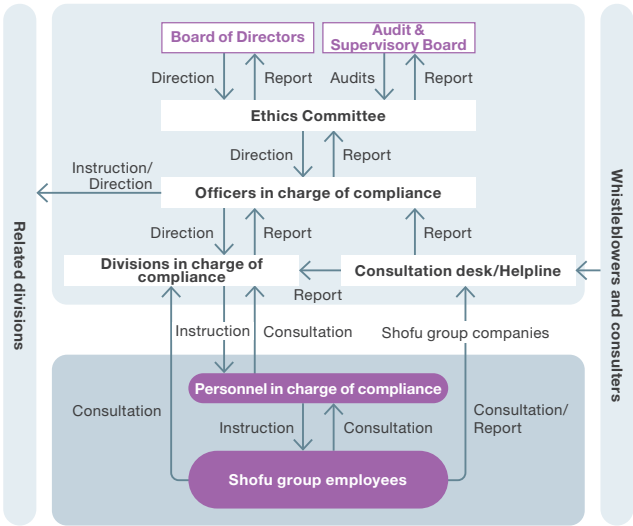 Board of Directors
Audit &
Supervisory Board
Direction
Report
Audits
Report
Ethics Committee
Direction
Report
Instruction/
Direction
Officers in charge of compliance
Direction
Report
Report
Divisions in charge of
compliance
Consultation desk/Helpline
Report
Related divisions
Whistleblowers and consulters
Instruction
Consultation
Shofu group companies
Personnel in charge of compliance
Consultation
Instruction
Consultation
Consultation/
Report
Shofu group employees